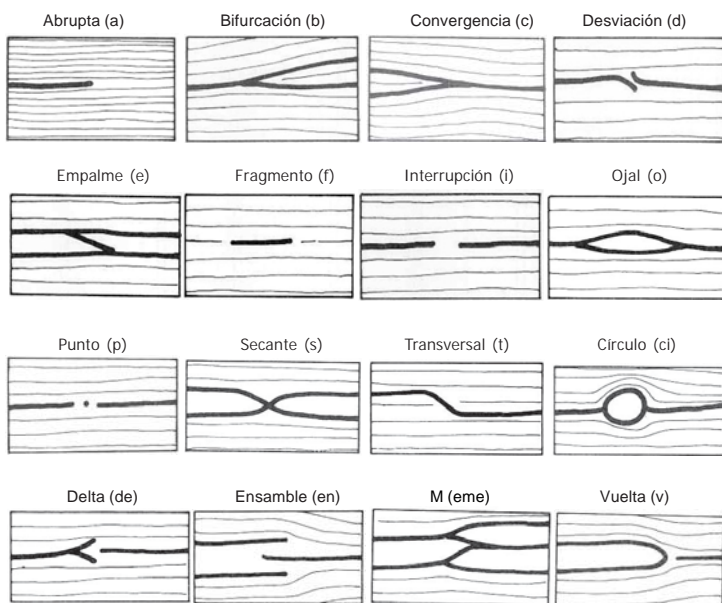 Abrupta (a) Bifurcación (b) Convergencia (c) Desviación (d)
Empalme (e) Fragmento (f) Interrupción (i) Ojal (o)
Punto (p) Secante (s) Transversal (t) Círculo (ci)
Delta (de) Ensamble (en) M (eme) Vuelta (v)